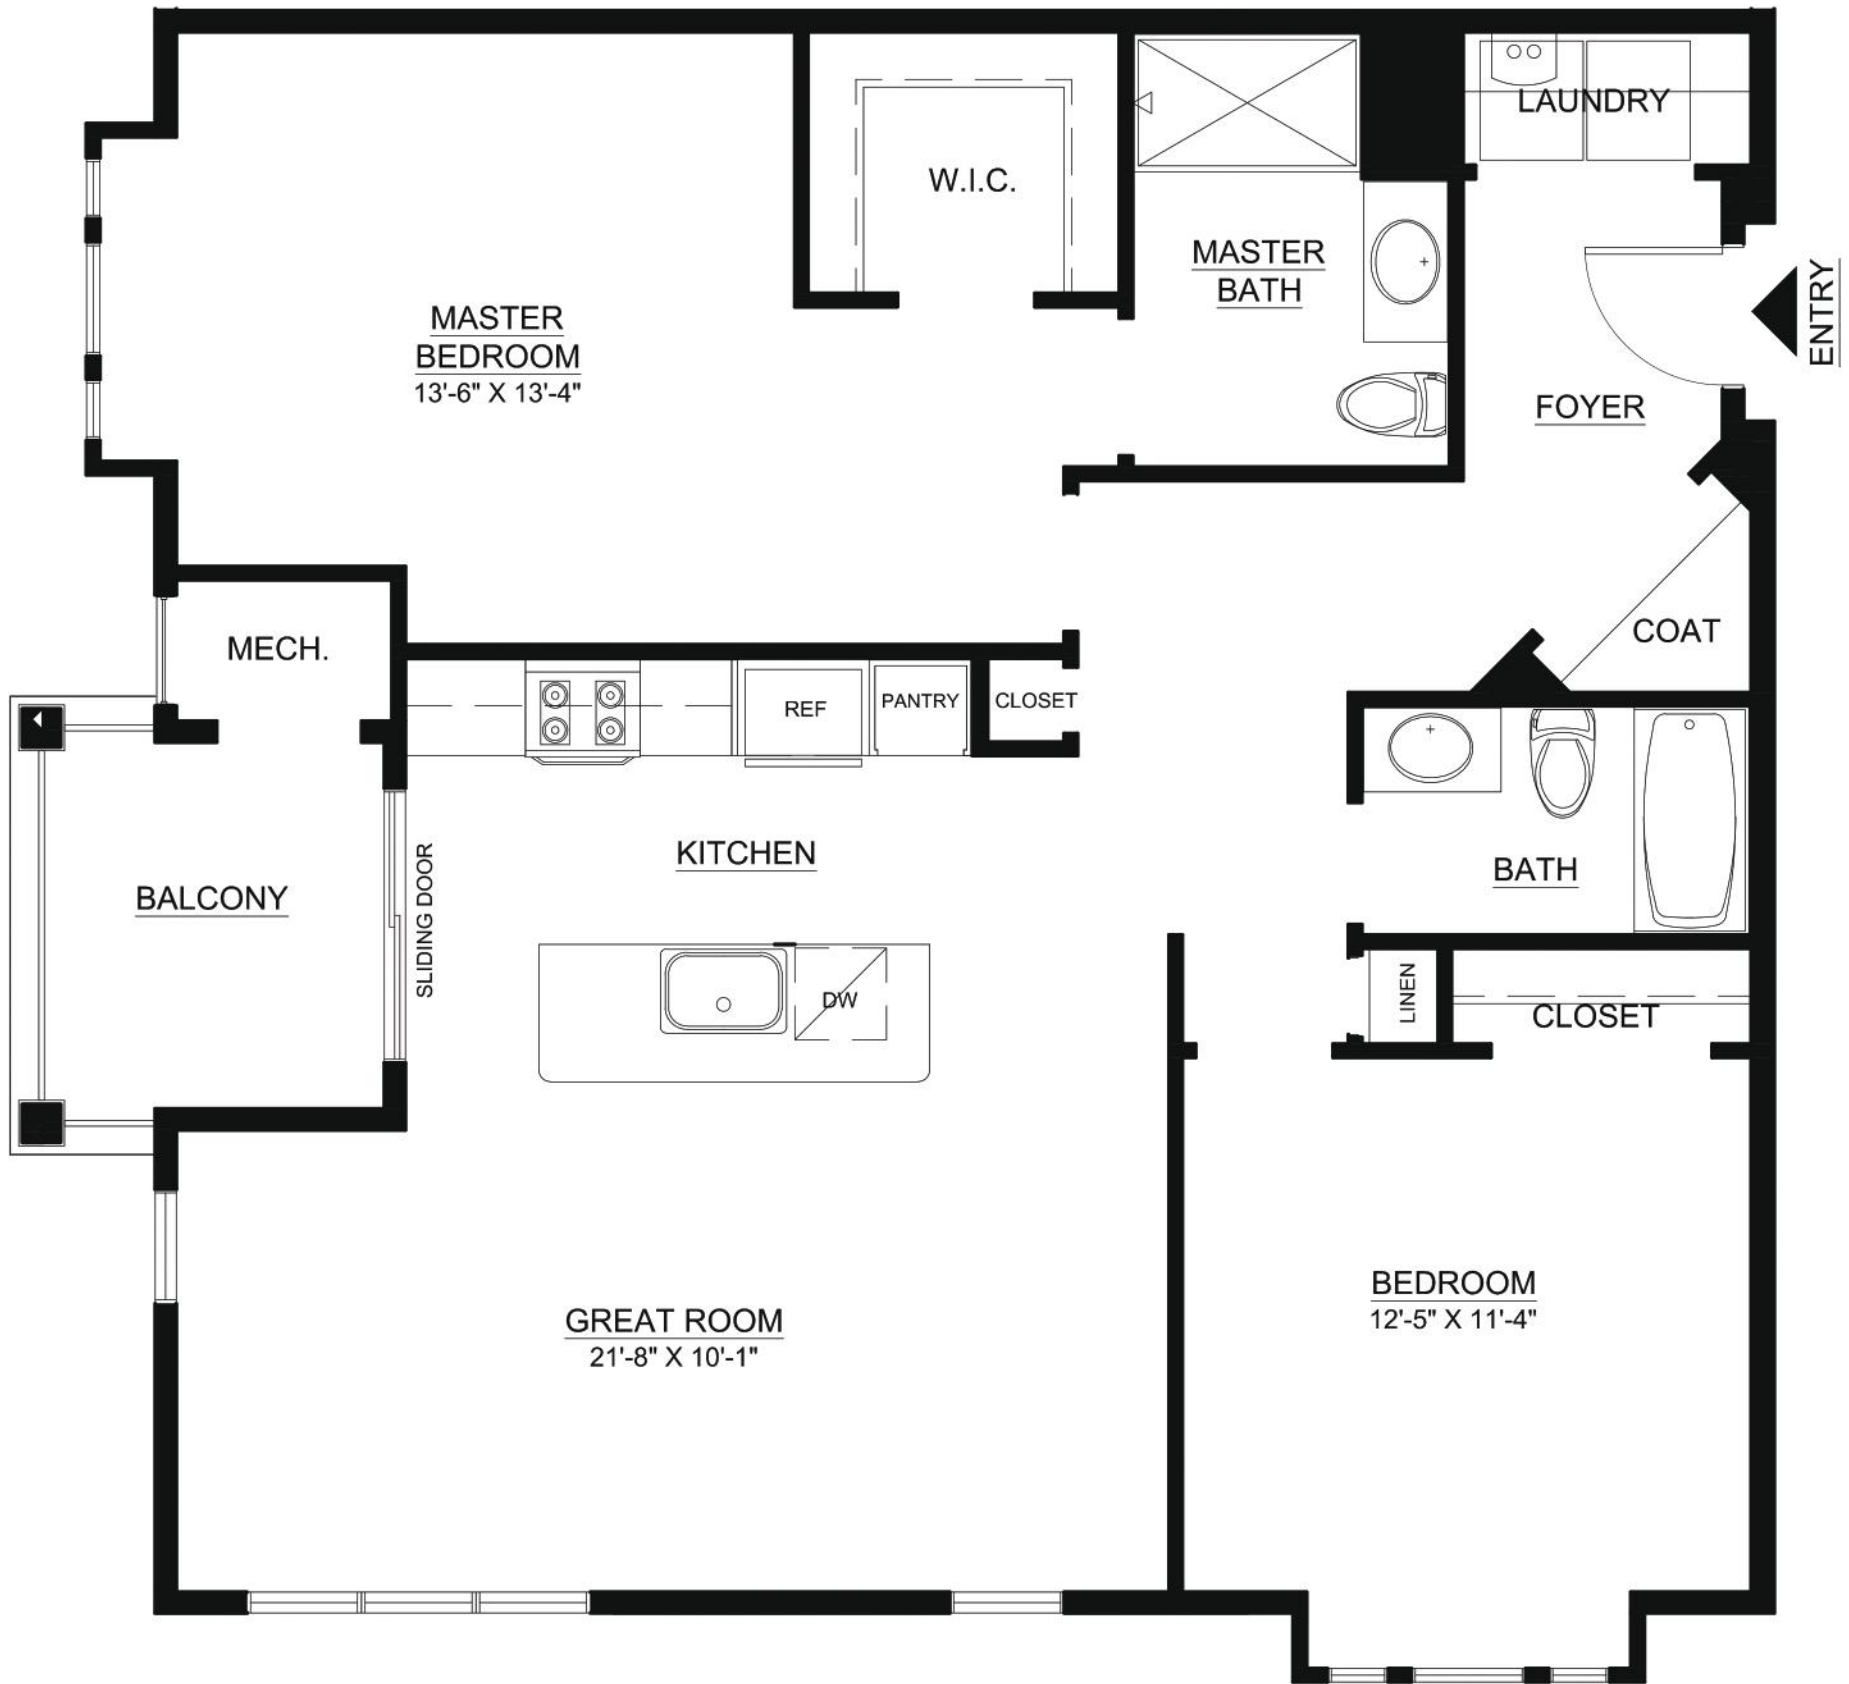 LAUNDRY
W.I.C.
MASTER
BATH
ENTRY
MASTER
BEDROOM
13'-6" X 13'-4"
FOYER
MECH.
COAT
REF
PANTRY
CLOSET
KITCHEN
BATH
BALCONY
SLIDING DOOR
DW
LINEN
CLOSET
BEDROOM
12'-5" X 11'-4"
GREAT ROOM
21'-8" X 10'-1"